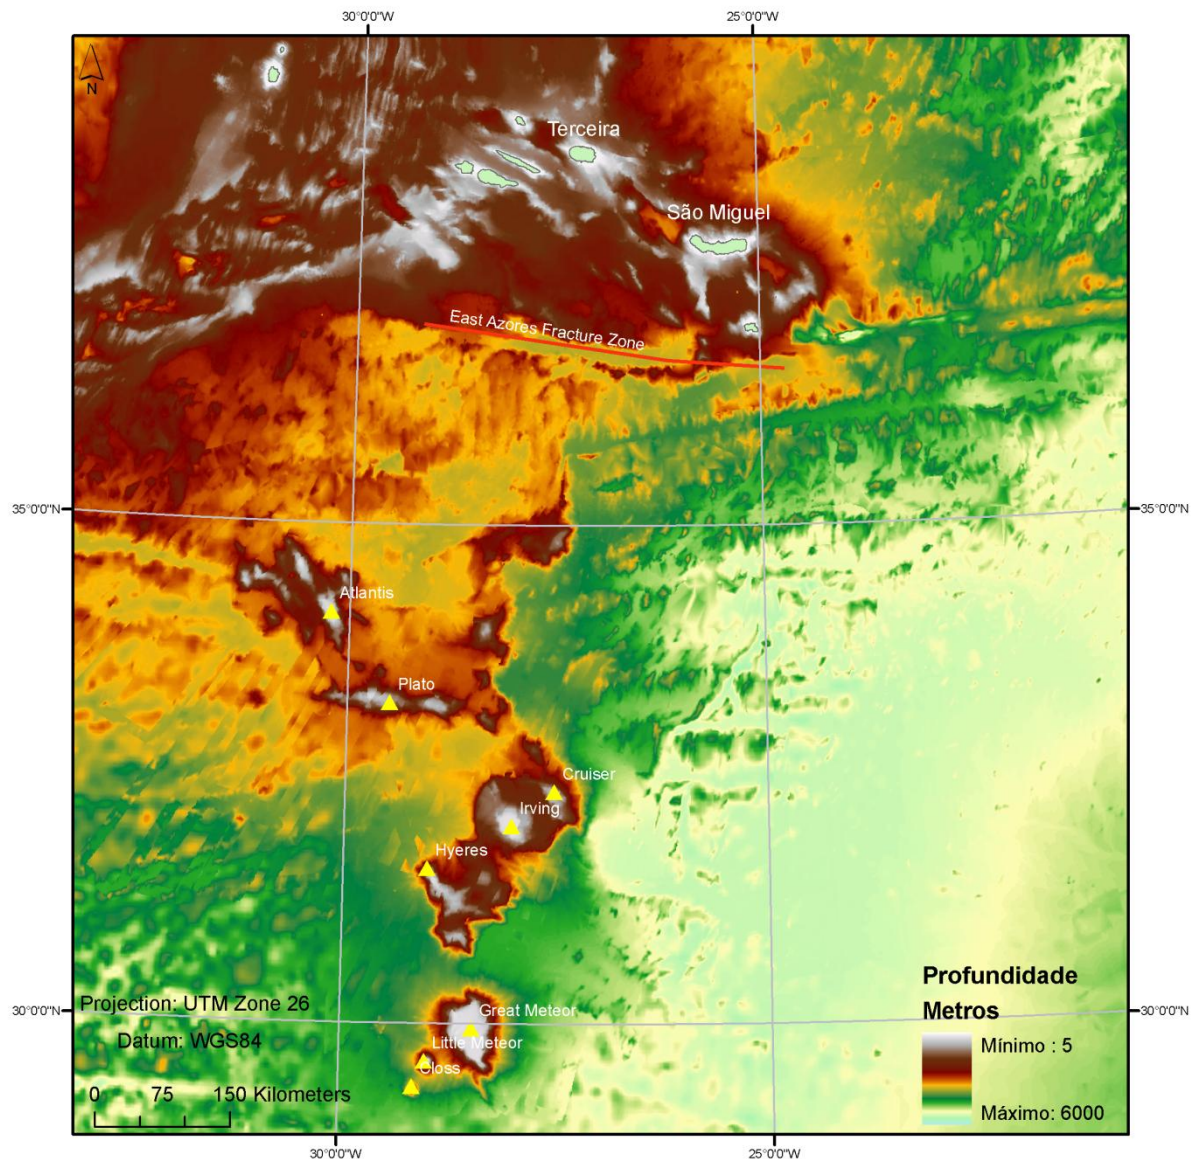 30°0'0"W
25°0'0"W
N
Terceira
São Miguel
East Azores Fracture Zone
35°0'0"N
35°0'0"N
Atlantis
Plato
Cruiser
Irving
Hyeres
Profundidade
Metros
Mínimo : 5
Máximo: 6000
30°0'0"N
30°0'0"N
Projection: UTM Zone 26
Datum: WGS84
Great Meteor
Little Meteor
Closs
0 75 150 Kilometers
30°0'0"W
25°0'0"W